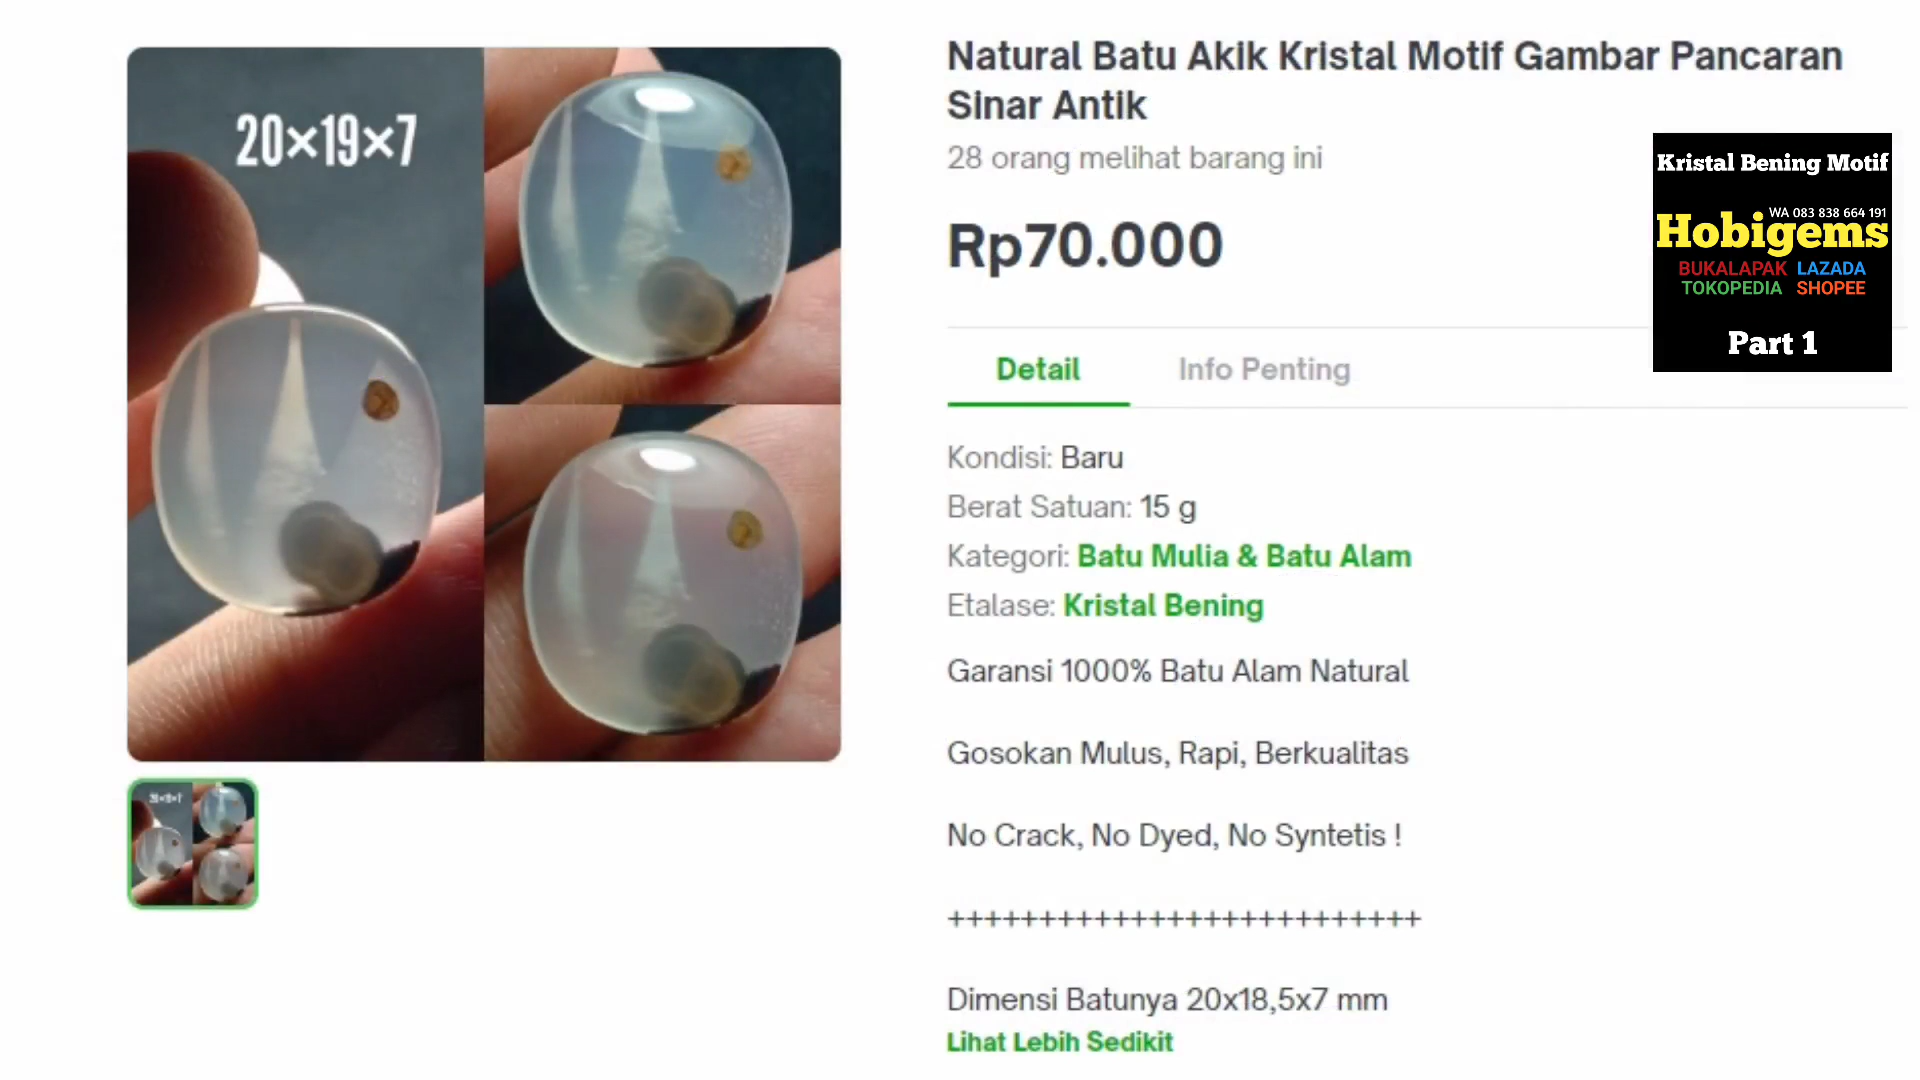 20×19×7
Natural Batu Akik Kristal Motif Gambar Pancaran
Sinar Antik
28 orang melihat barang ini
Rp70.000
Kristal Bening Motif
WA 083 838 664 191
Hobigems
BUKALAPAK LAZADA
TOKOPEDIA SHOPEE
Part 1
Detail
Info Penting
Kondisi: Baru
Berat Satuan: 15 g
Kategori: Batu Mulia & Batu Alam
Etalase: Kristal Bening
Garansi 1000% Batu Alam Natural
Gosokan Mulus, Rapi, Berkualitas
No Crack, No Dyed, No Syntetis !
++++++++++++++++++++++++++
Dimensi Batunya 20x18,5x7 mm
Lihat Lebih Sedikit
20×19×7